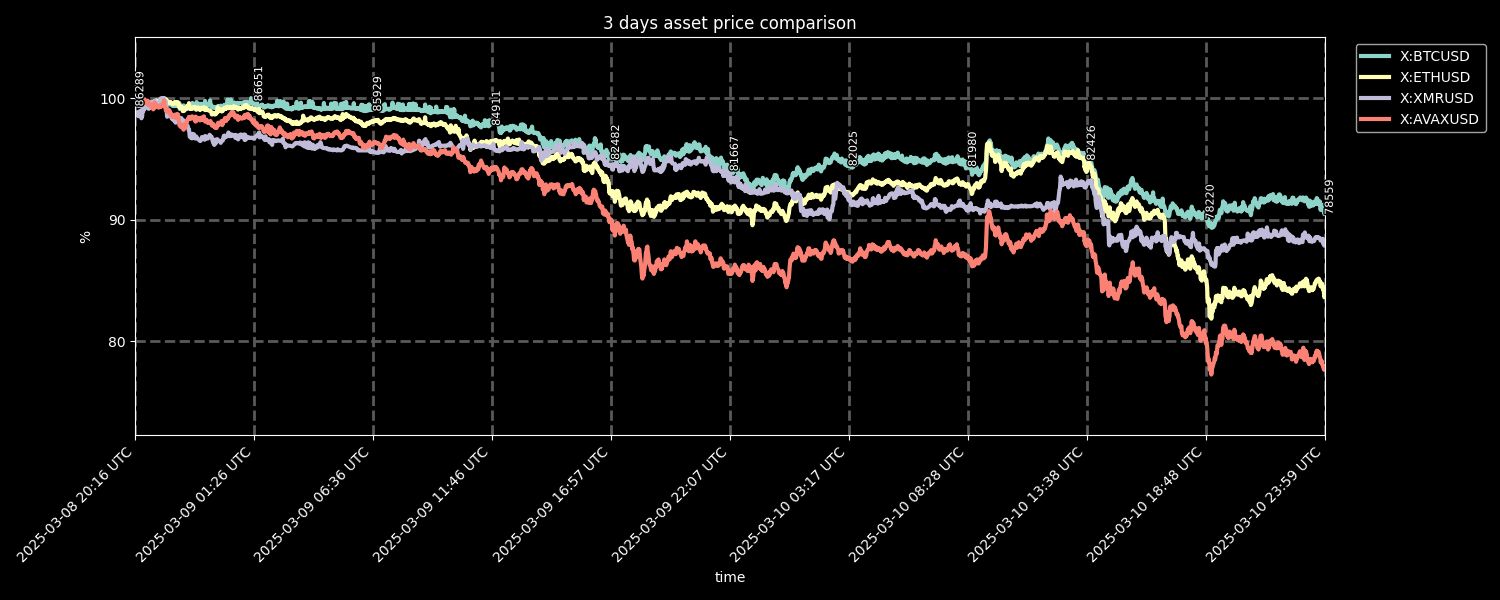 3 days asset price comparison
X:BTCUSD
X:ETHUSD
X:XMRUSD
X:AVAXUSD
100
90
80
%
86289
86551
85929
84911
82482
81667
82025
81980
82426
78220
78559
2025-03-08 20:16 UTC
2025-03-09 01:26 UTC
2025-03-09 06:36 UTC
2025-03-09 11:46 UTC
2025-03-09 16:57 UTC
2025-03-09 22:07 UTC
2025-03-10 03:17 UTC
2025-03-10 08:28 UTC
2025-03-10 13:38 UTC
2025-03-10 18:48 UTC
2025-03-10 23:59 UTC
time